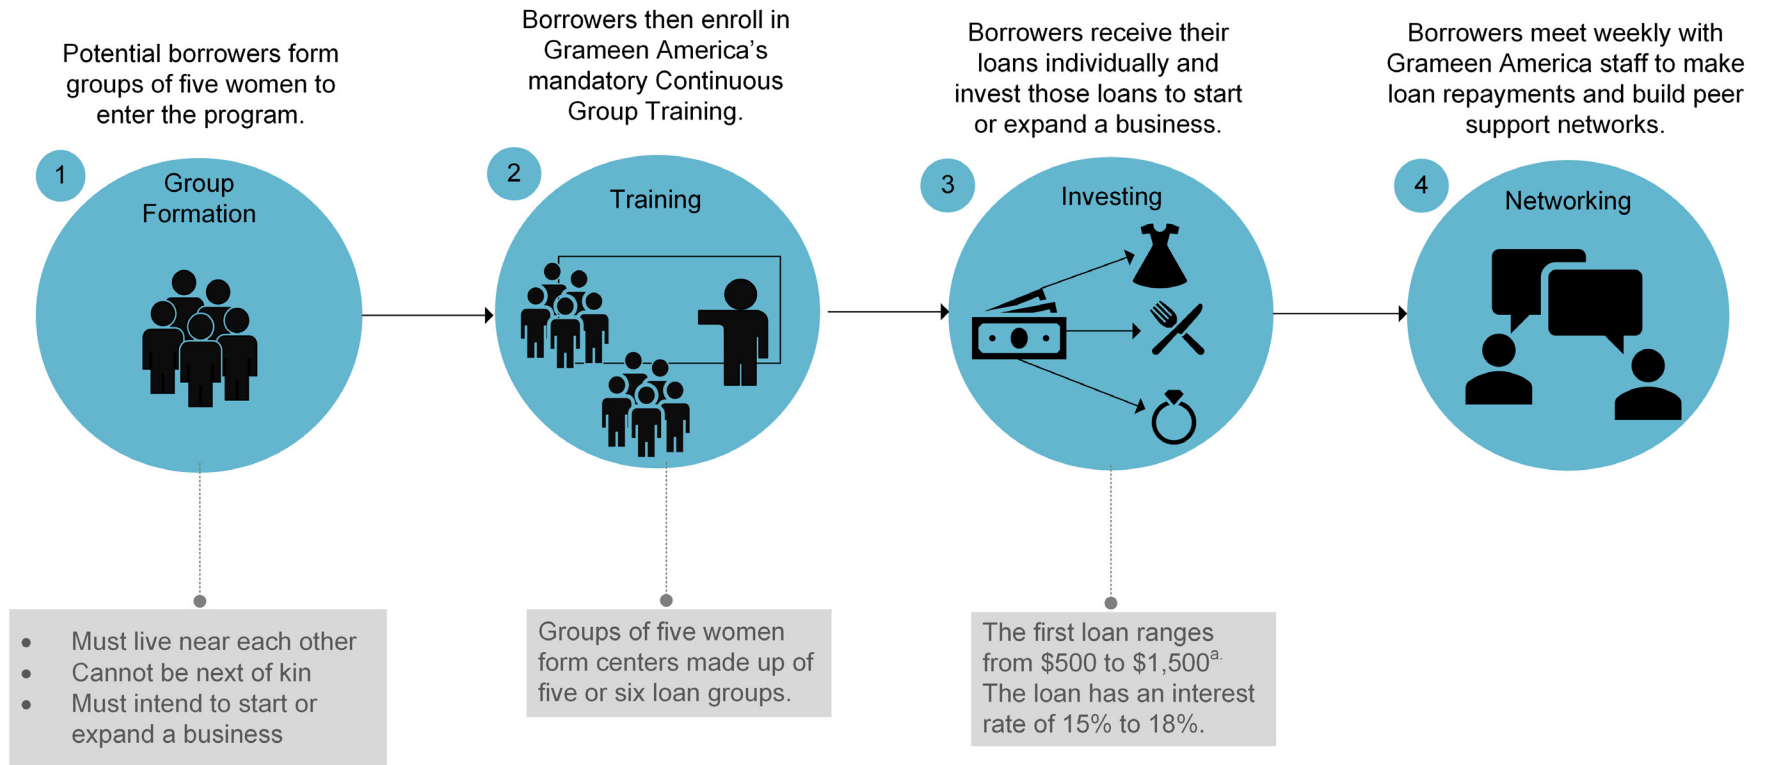 Potential borrowers form
groups of five women to
enter the program.
1
Group
Formation
• Must live near each other
• Cannot be next of kin
• Must intend to start or
expand a business
Borrowers then enroll in
Grameen America's
mandatory Continuous
Group Training.
2
Training
Groups of five women
form centers made up of
five or six loan groups.
Borrowers receive their
loans individually and
invest those loans to start
or expand a business.
3
Investing
The first loan ranges
from $500 to $1,500a.
The loan has an interest
rate of 15% to 18%.
Borrowers meet weekly with
Grameen America staff to make
loan repayments and build peer
support networks.
4
Networking